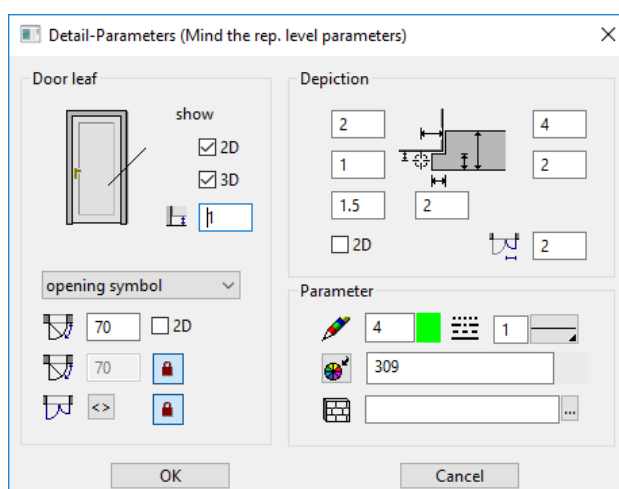 Detail-Parameters (Mind the rep. level parameters)
Door leaf
show
2D
3D
1
opening symbol
70
2D
70
<>
Depiction
2
4
1
2
1.5
2
2D
2
Parameter
4
1
309
...
OK
Cancel